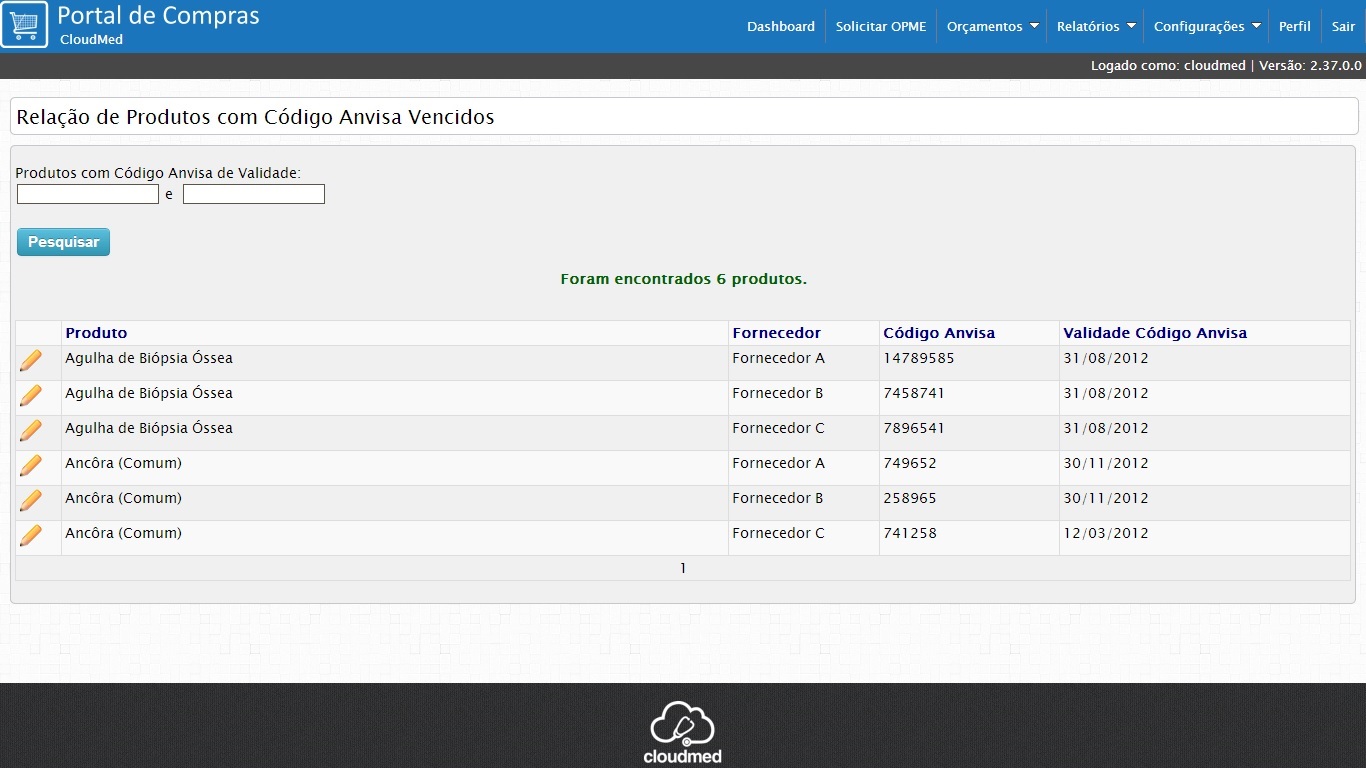 Portal de Compras
CloudMed
Dashboard Solicitar OPME Orçamentos Relatórios Configurações Perfil Sair
Logado como: cloudmed | Versão: 2.37.0.0
Relação de Produtos com Código Anvisa Vencidos
Produtos com Código Anvisa de Validade:
e
Pesquisar
Foram encontrados 6 produtos.
Produto Fornecedor Código Anvisa Validade Código Anvisa
Agulha de Biópsia Óssea Fornecedor A 14789585 31/08/2012
Agulha de Biópsia Óssea Fornecedor B 7458741 31/08/2012
Agulha de Biópsia Óssea Fornecedor C 7896541 31/08/2012
Ancôra (Comum) Fornecedor A 749652 30/11/2012
Ancôra (Comum) Fornecedor B 258965 30/11/2012
Ancôra (Comum) Fornecedor C 741258 12/03/2012
1
cloudmed